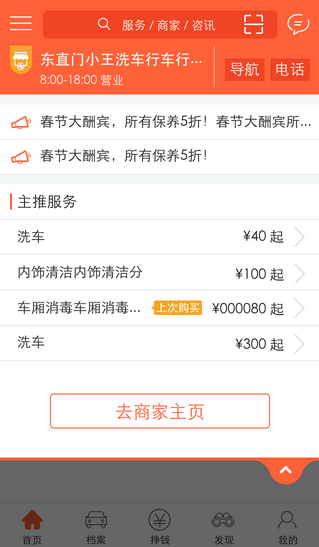 服务 / 商家 / 咨讯
东直门小王洗车行车行...
8:00-18:00 营业
导航
电话
春节大酬宾，所有保养5折！春节大酬宾所...
春节大酬宾，所有保养5折！
主推服务
洗车 ¥40 起
内饰清洁内饰清洁分 ¥100 起
车厢消毒车厢消毒... 上次购买 ¥000080 起
洗车 ¥300 起
去商家主页
首页 档案 挣钱 发现 我的